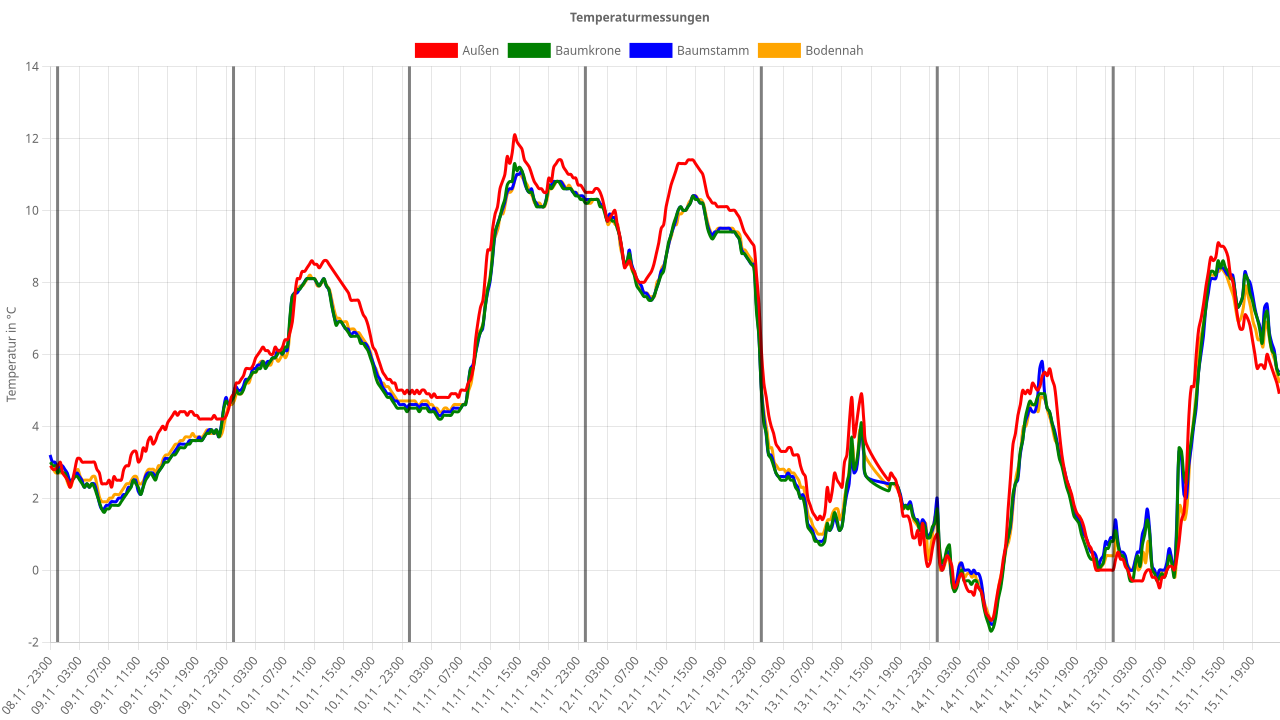 Temperaturmessungen
Außen Baumkrone Baumstamm Bodennah
Temperatur in °C
14
12
10
8
6
4
2
0
-2
08.11 - 23:00
09.11 - 03:00
09.11 - 07:00
09.11 - 11:00
09.11 - 15:00
09.11 - 19:00
09.11 - 23:00
10.11 - 03:00
10.11 - 07:00
10.11 - 11:00
10.11 - 15:00
10.11 - 19:00
10.11 - 23:00
11.11 - 03:00
11.11 - 07:00
11.11 - 11:00
11.11 - 15:00
11.11 - 19:00
11.11 - 23:00
12.11 - 03:00
12.11 - 07:00
12.11 - 11:00
12.11 - 15:00
12.11 - 19:00
12.11 - 23:00
13.11 - 03:00
13.11 - 07:00
13.11 - 11:00
13.11 - 15:00
13.11 - 19:00
13.11 - 23:00
14.11 - 03:00
14.11 - 07:00
14.11 - 11:00
14.11 - 15:00
14.11 - 19:00
14.11 - 23:00
15.11 - 03:00
15.11 - 07:00
15.11 - 11:00
15.11 - 15:00
15.11 - 19:00